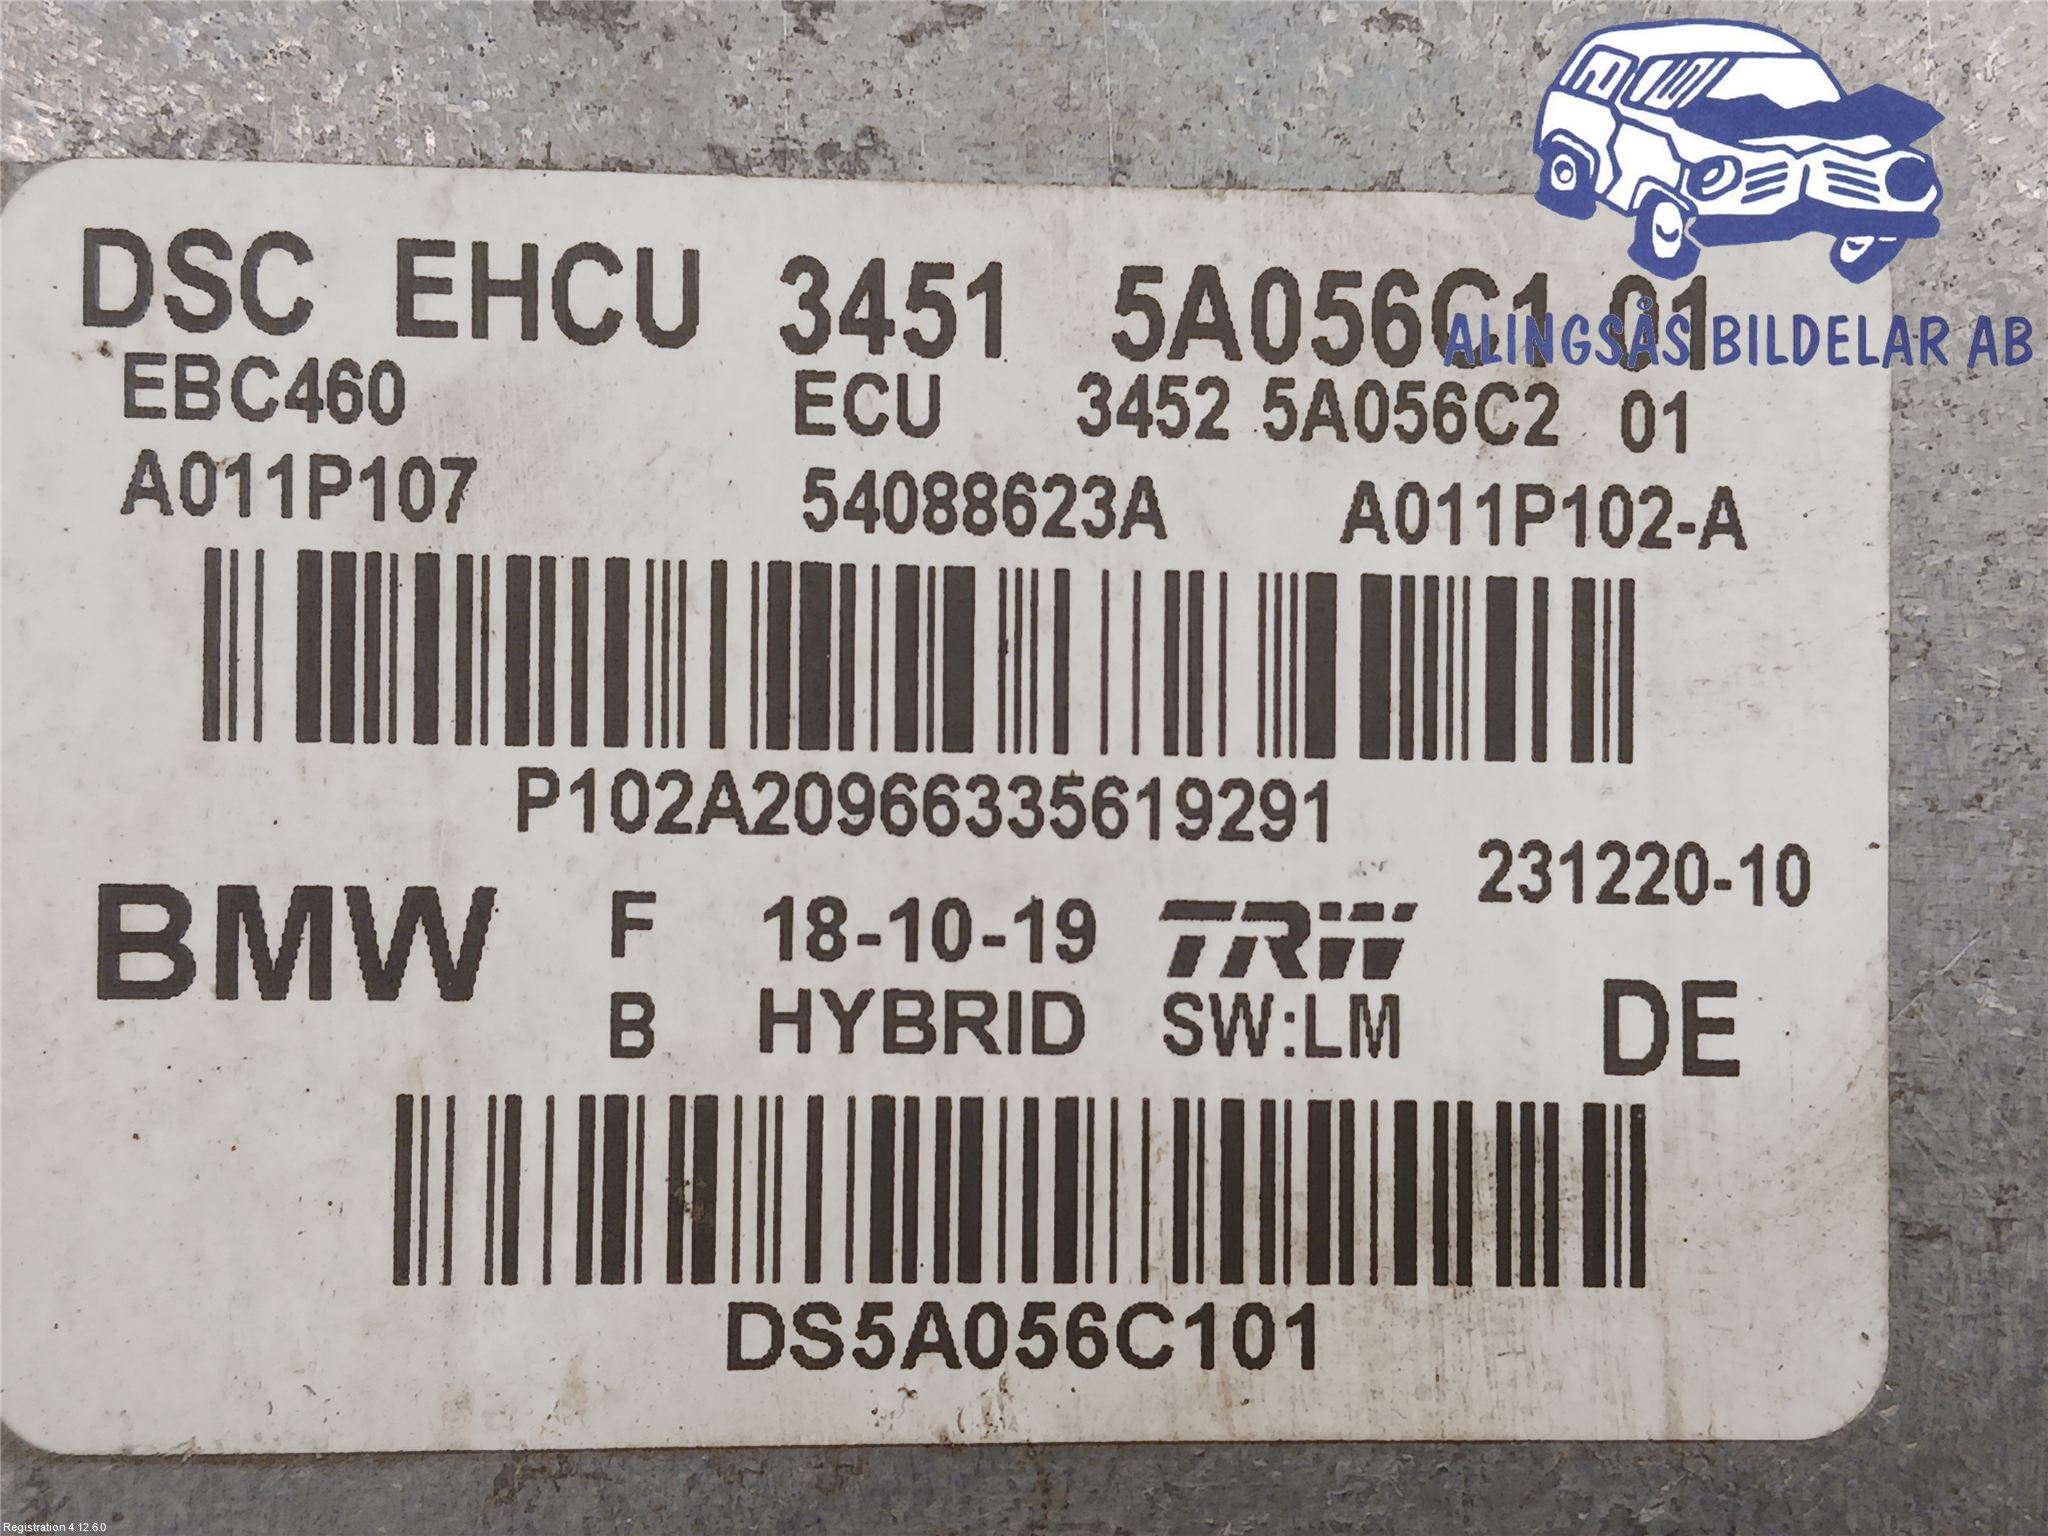 DSC EHCU 3451 5A056C1 01
ALINGSÅS BILDELAR AB
EBC460 ECU 3452 5A056C2 01
A011P107 54088623A A011P102-A
P102A20966335619291
231220-10
BMW F 18-10-19 TRW
B HYBRID SW:LM DE
DS5A056C101
Registration 4.12.6.0